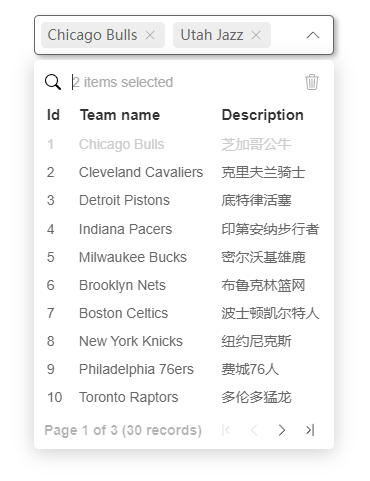 Chicago Bulls Utah Jazz
2 items selected
Id Team name Description
1 Chicago Bulls 芝加哥公牛
2 Cleveland Cavaliers 克里夫兰骑士
3 Detroit Pistons 底特律活塞
4 Indiana Pacers 印第安纳步行者
5 Milwaukee Bucks 密尔沃基雄鹿
6 Brooklyn Nets 布鲁克林篮网
7 Boston Celtics 波士顿凯尔特人
8 New York Knicks 纽约尼克斯
9 Philadelphia 76ers 费城76人
10 Toronto Raptors 多伦多猛龙
Page 1 of 3 (30 records)